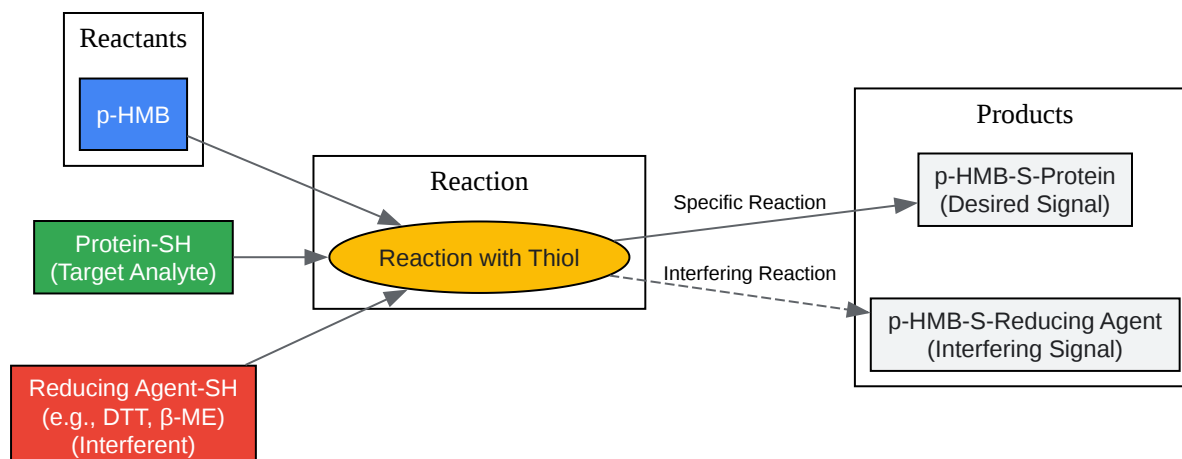 Reactants
p-HMB
Protein-SH
(Target Analyte)
Reducing Agent-SH
(e.g., DTT, β-ME)
(Interferent)
Reaction
Reaction with Thiol
Specific Reaction
Interfering Reaction
Products
p-HMB-S-Protein
(Desired Signal)
p-HMB-S-Reducing Agent
(Interfering Signal)